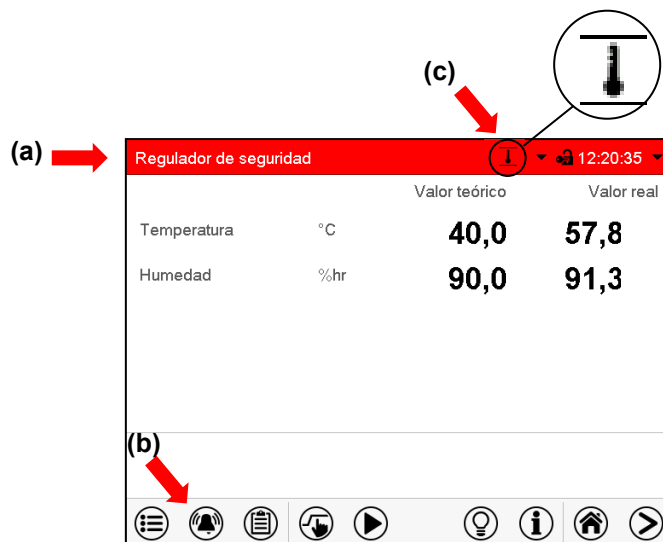 (c)
(a)
Regulador de seguridad 12:20:35
Valor teórico Valor real
Temperatura °C 40,0 57,8
Humedad %hr 90,0 91,3
(b)